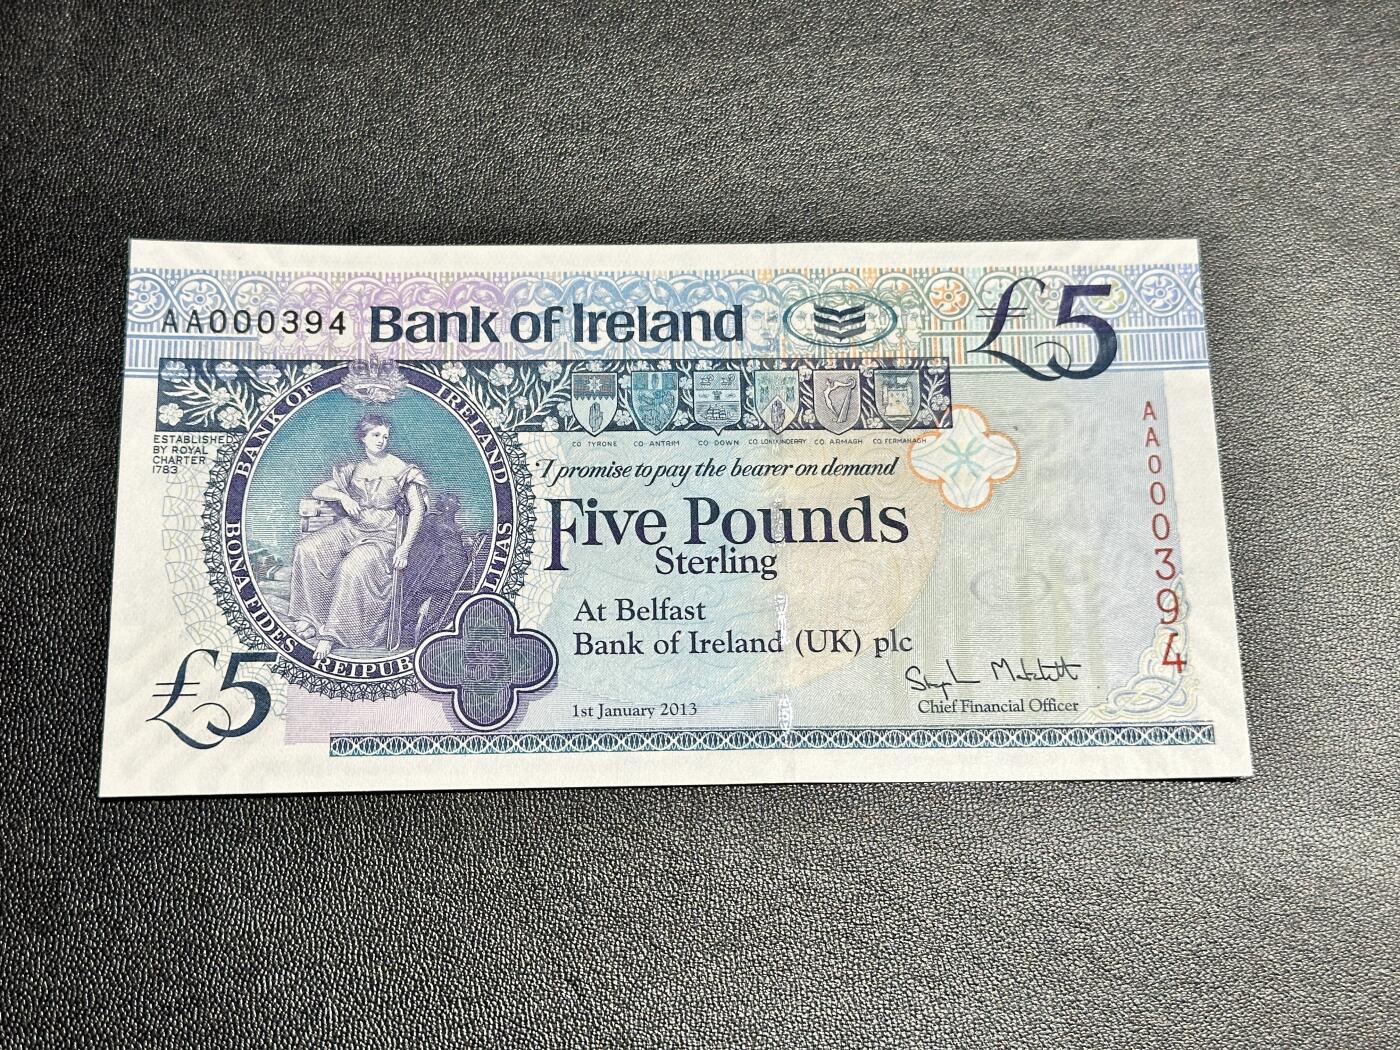 AA000394 Bank of Ireland £5
BANK OF IRELAND
BONA FIDES REIPUB LITAS
ESTABLISHED
BY ROYAL
CHARTER
1783
CO TYRONE CO ANTRIM CO DOWN CO LONDONDERRY CO ARMAGH CO FERMANAGH
I promise to pay the bearer on demand
Five Pounds
Sterling
At Belfast
Bank of Ireland (UK) plc
£5
1st January 2013
Chief Financial Officer
AA000394